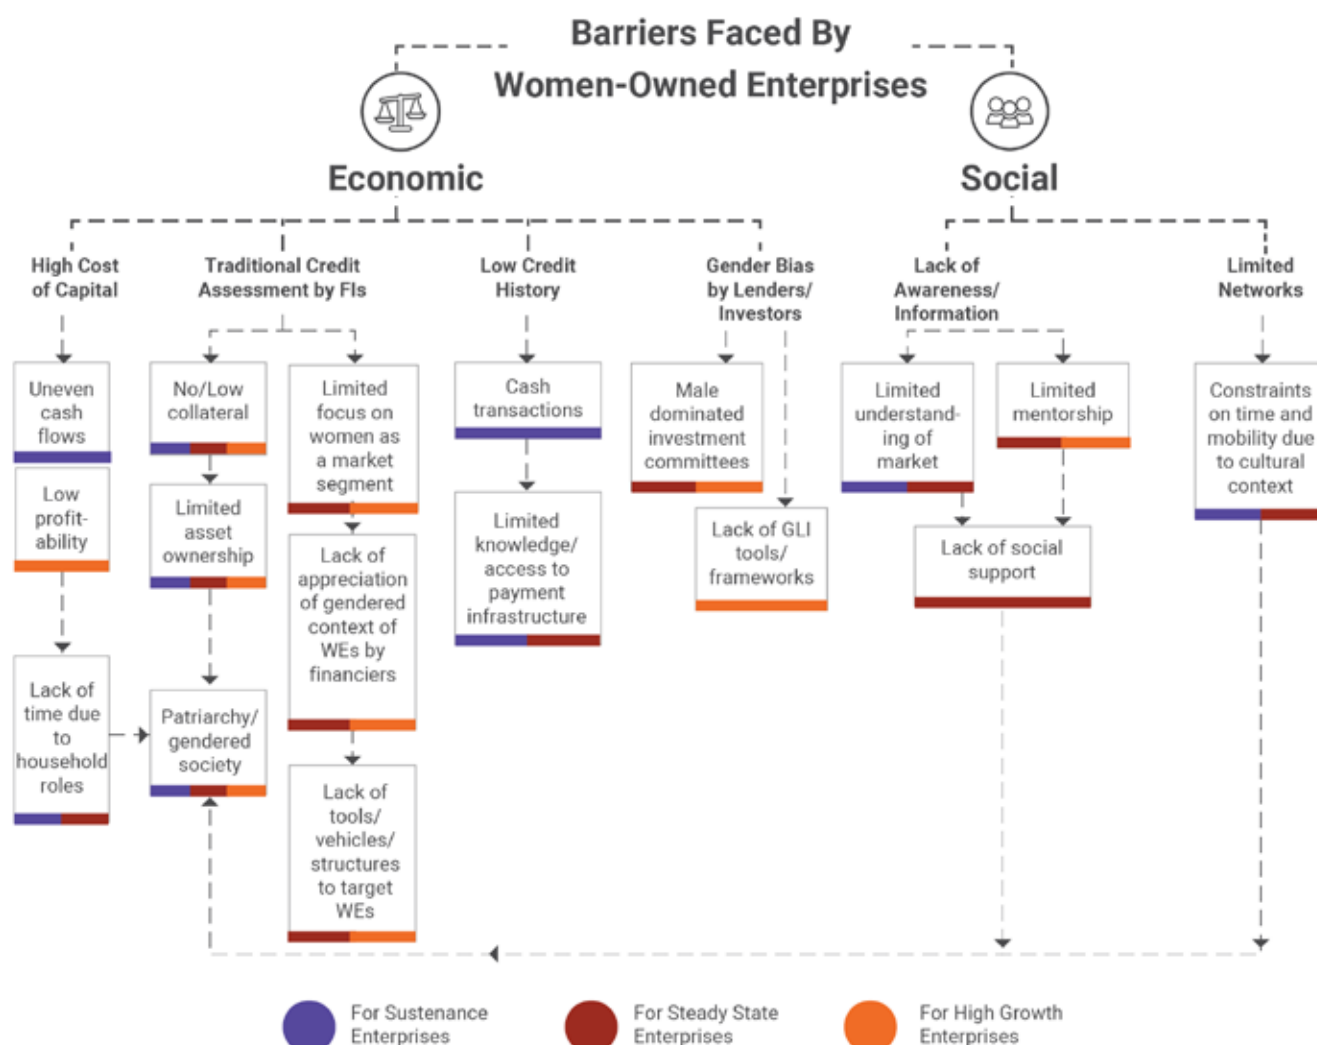 Barriers Faced By
Women-Owned Enterprises
Economic
Social
High Cost
of Capital
Traditional Credit
Assessment by FIs
Low Credit
History
Gender Bias
by Lenders/
Investors
Lack of
Awareness/
Information
Limited
Networks
Uneven
cash
flows
Low
profit-
ability
Lack of
time due
to
household
roles
No/Low
collateral
Limited
asset
ownership
Patriarchy/
gendered
society
Limited
focus on
women as
a market
segment
Lack of
appreciation
of gendered
context of
WEs by
financiers
Lack of
tools/
vehicles/
structures
to target
WEs
Cash
transactions
Limited
knowledge/
access to
payment
infrastructure
Male
dominated
investment
committees
Lack of GLI
tools/
frameworks
Limited
understand-
ing of
market
Limited
mentorship
Lack of social
support
Constraints
on time and
mobility due
to cultural
context
For Sustenance
Enterprises
For Steady State
Enterprises
For High Growth
Enterprises